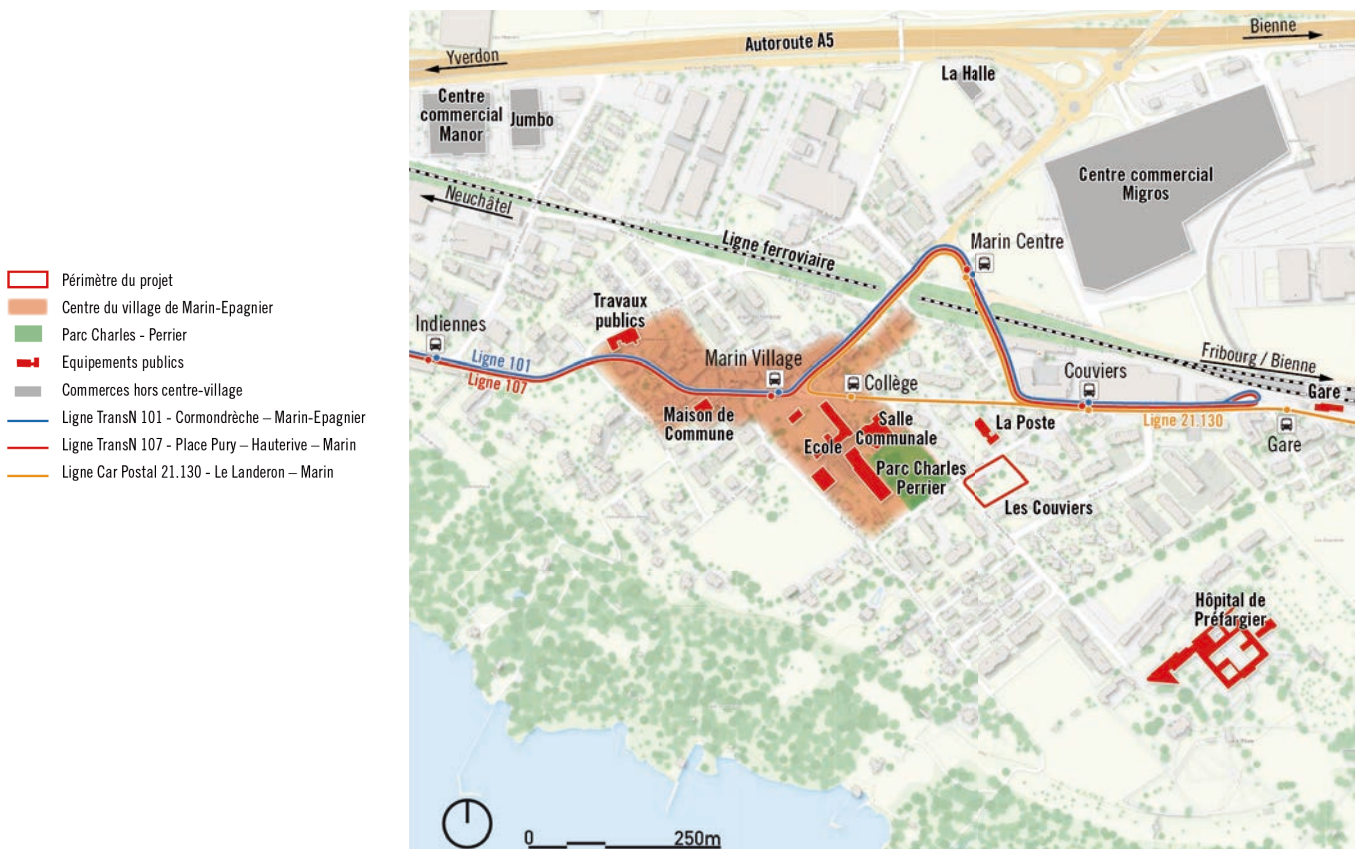 Périmètre du projet
Centre du village de Marin-Epagnier
Parc Charles - Perrier
Equipements publics
Commerces hors centre-village
Ligne TransN 101 - Cormondrèche – Marin-Epagnier
Ligne TransN 107 - Place Pury – Hauterive – Marin
Ligne Car Postal 21.130 - Le Landeron – Marin
Autoroute A5
Bienne
Yverdon
La Halle
Centre
commercial
Manor
Jumbo
Centre commercial
Migros
Neuchâtel
Ligne ferroviaire
Marin Centre
Travaux
publics
Indiennes
Ligne 101
Ligne 107
Marin Village
Collège
Couviers
Fribourg / Bienne
Gare
Maison de
Commune
Ecole
Salle
Communale
La Poste
Ligne 21.130
Gare
Parc Charles
Perrier
Les Couviers
Hôpital de
Préfargier
0
250m